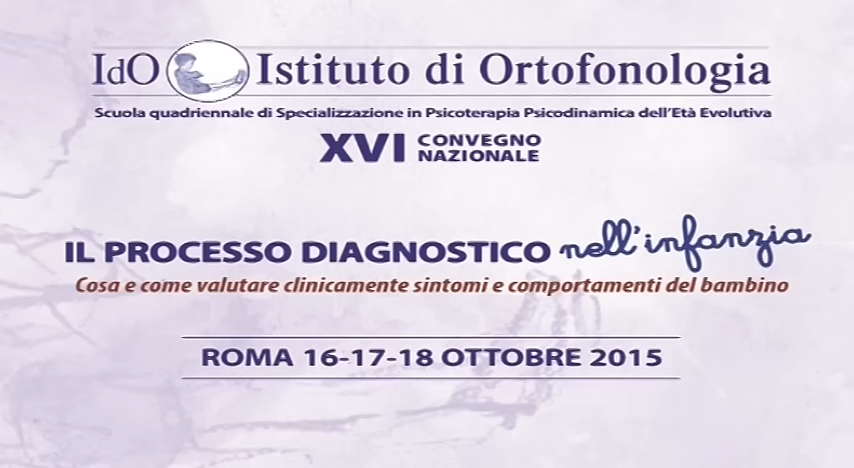 IdO Istituto di Ortofonologia
Scuola quadriennale di Specializzazione in Psicoterapia Psicodinamica dell'Età Evolutiva
XVI CONVEGNO
NAZIONALE
IL PROCESSO DIAGNOSTICO nell'infanzia
Cosa e come valutare clinicamente sintomi e comportamenti del bambino
ROMA 16-17-18 OTTOBRE 2015